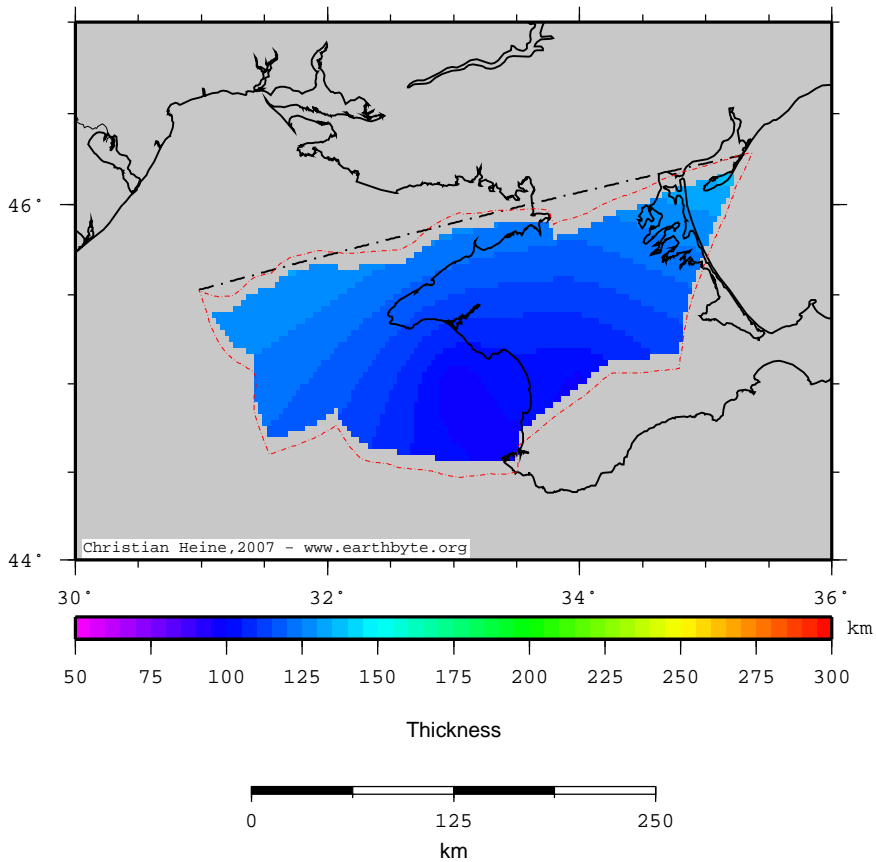 46˚
Christian Heine,2007 - www.earthbyte.org
44˚
30˚ 32˚ 34˚ 36˚
km
50 75 100 125 150 175 200 225 250 275 300
Thickness
0 125 250
km